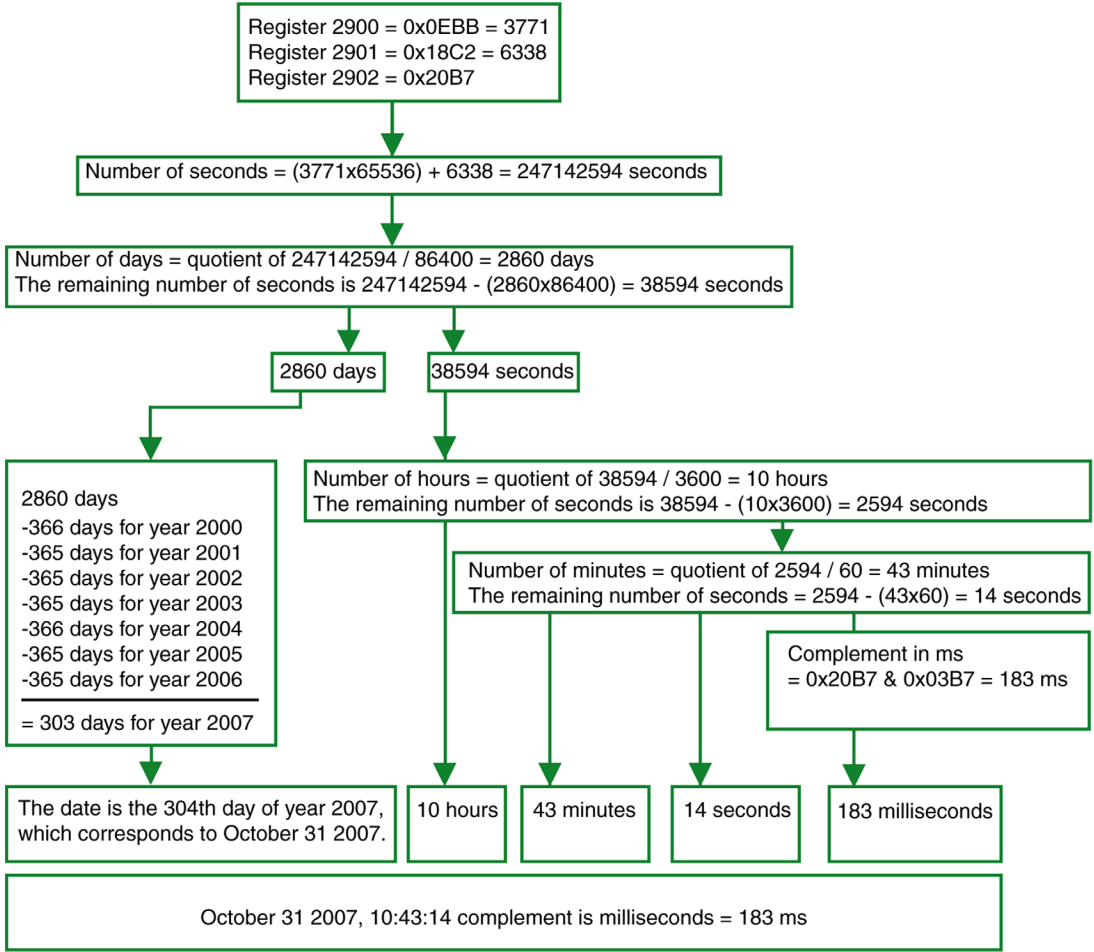 Register 2900 = 0x0EBB = 3771
Register 2901 = 0x18C2 = 6338
Register 2902 = 0x20B7
Number of seconds = (3771x65536) + 6338 = 247142594 seconds
Number of days = quotient of 247142594 / 86400 = 2860 days
The remaining number of seconds is 247142594 - (2860x86400) = 38594 seconds
2860 days
38594 seconds
2860 days
-366 days for year 2000
-365 days for year 2001
-365 days for year 2002
-365 days for year 2003
-366 days for year 2004
-365 days for year 2005
-365 days for year 2006
= 303 days for year 2007
Number of hours = quotient of 38594 / 3600 = 10 hours
The remaining number of seconds is 38594 - (10x3600) = 2594 seconds
Number of minutes = quotient of 2594 / 60 = 43 minutes
The remaining number of seconds = 2594 - (43x60) = 14 seconds
Complement in ms
= 0x20B7 & 0x03B7 = 183 ms
The date is the 304th day of year 2007,
which corresponds to October 31 2007.
10 hours
43 minutes
14 seconds
183 milliseconds
October 31 2007, 10:43:14 complement is milliseconds = 183 ms